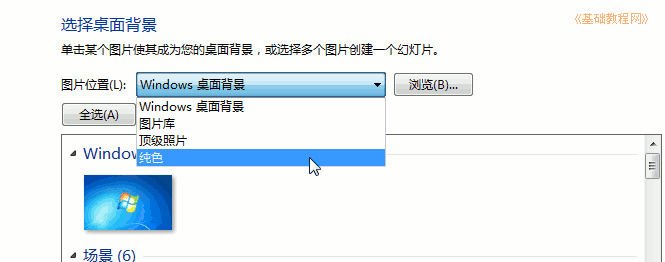 选择桌面背景
《基础教程网》
单击某个图片使其成为您的桌面背景，或选择多个图片创建一个幻灯片。
图片位置(L): Windows 桌面背景 浏览(B)...
Windows 桌面背景
全选(A) 图片库
顶级照片
Window 纯色
场景 (6)